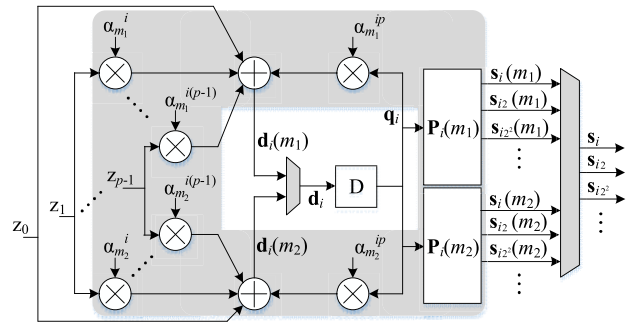 α_{m_1}^{i}
α_{m_1}^{ip}
α_{m_1}^{i(p-1)}
q_i
P_i(m_1)
s_i(m_1)
s_{i2}(m_1)
s_{i2^2}(m_1)
d_i(m_1)
z_{p-1}
D
d_i
s_i
s_{i2}
s_{i2^2}
z_0
z_1
α_{m_2}^{i(p-1)}
α_{m_2}^{i}
d_i(m_2)
α_{m_2}^{ip}
P_i(m_2)
s_i(m_2)
s_{i2}(m_2)
s_{i2^2}(m_2)